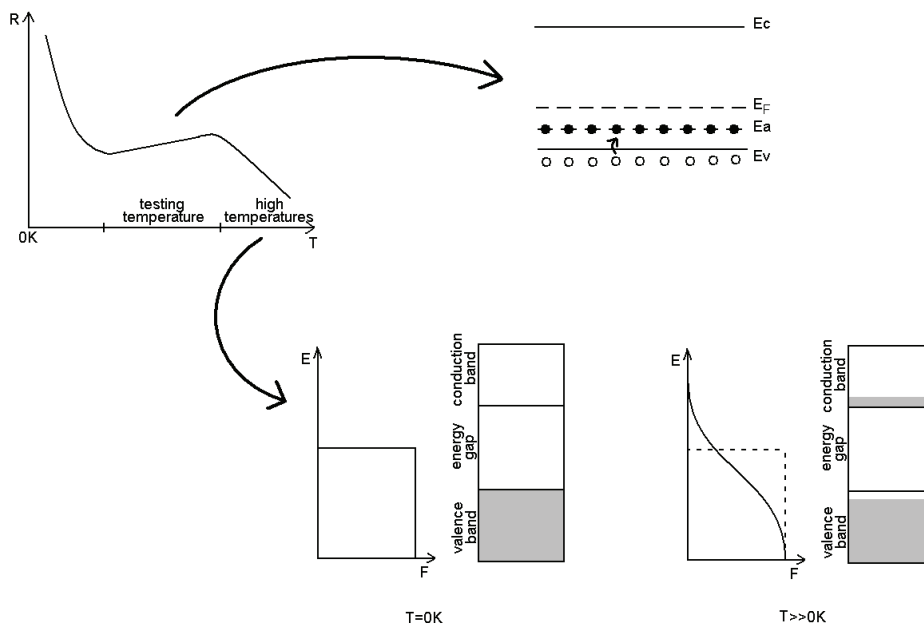 R
testing
temperature
high
temperatures
0K
T
Ec
E_F
Ea
Ev
E
F
conduction
band
energy
gap
valence
band
T=0K
E
F
conduction
band
energy
gap
valence
band
T>>0K